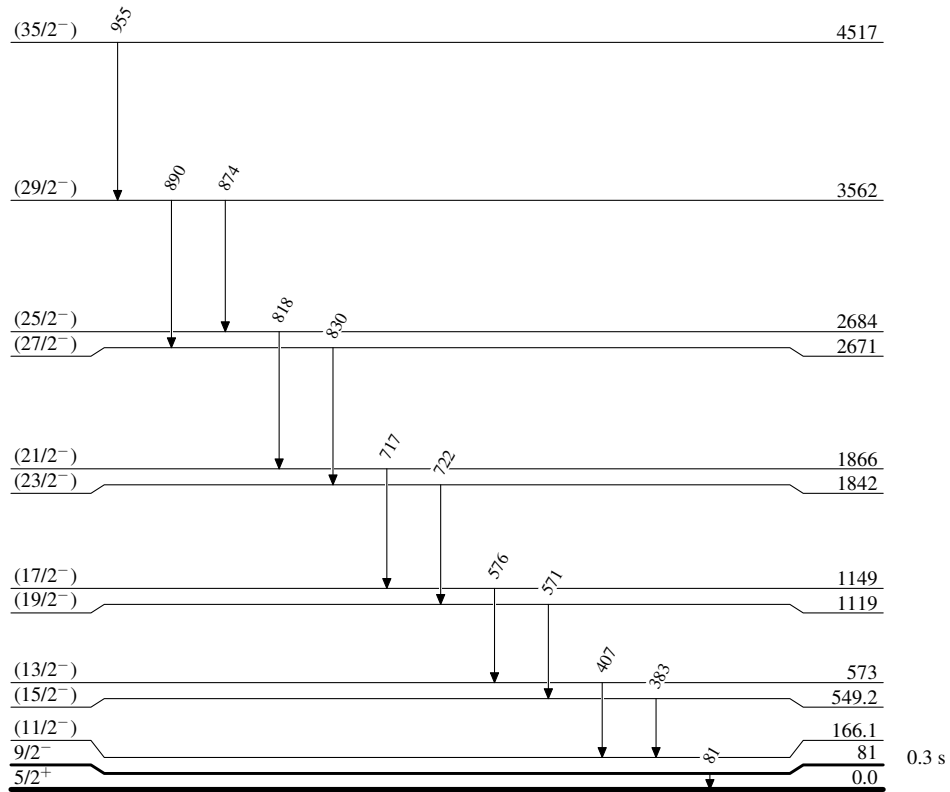 955
(35/2⁻) 4517
890 874
(29/2⁻) 3562
818
(25/2⁻) 830 2684
(27/2⁻) 2671
717
(21/2⁻) 722 1866
(23/2⁻) 1842
576
(17/2⁻) 571 1149
(19/2⁻) 1119
407
(13/2⁻) 383 573
(15/2⁻) 549.2
(11/2⁻) 166.1
9/2⁻ 81 81 0.3 s
5/2⁺ 0.0